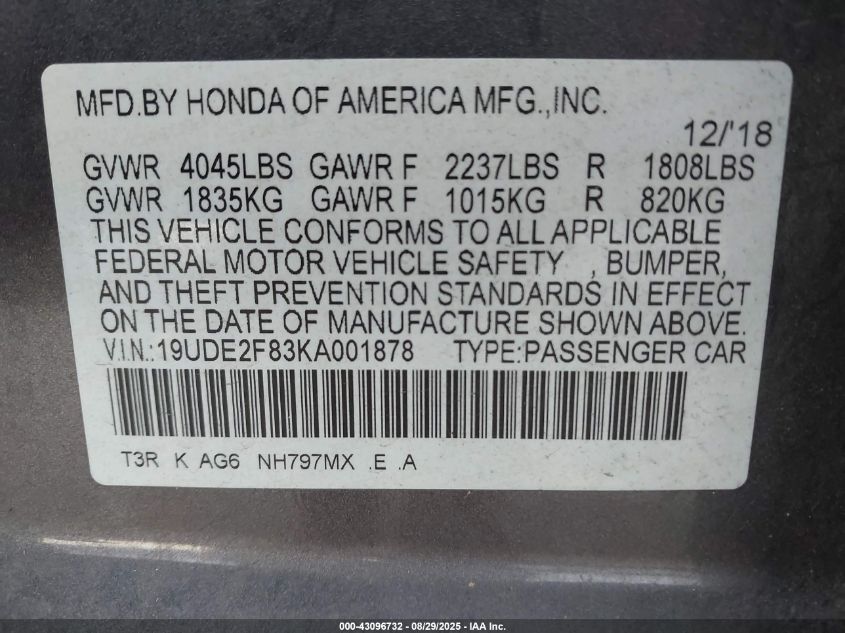 MFD.BY HONDA OF AMERICA MFG.,INC.
12/'18
GVWR 4045LBS GAWR F 2237LBS R 1808LBS
GVWR 1835KG GAWR F 1015KG R 820KG
THIS VEHICLE CONFORMS TO ALL APPLICABLE
FEDERAL MOTOR VEHICLE SAFETY , BUMPER,
AND THEFT PREVENTION STANDARDS IN EFFECT
ON THE DATE OF MANUFACTURE SHOWN ABOVE.
V.I.N.:19UDE2F83KA001878 TYPE:PASSENGER CAR
T3R K AG6 NH797MX .E .A
000-43096732 - 08/29/2025 - IAA Inc.